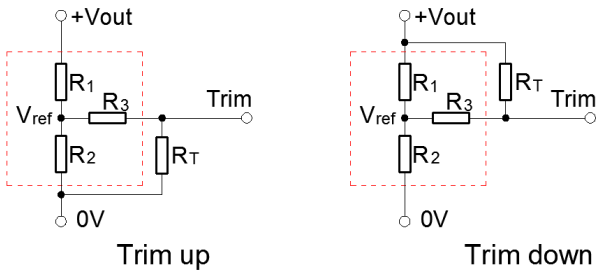 +Vout +Vout
R1 R1
R3 Trim RT
Vref Vref R3 Trim
R2 RT R2
0V 0V
Trim up Trim down